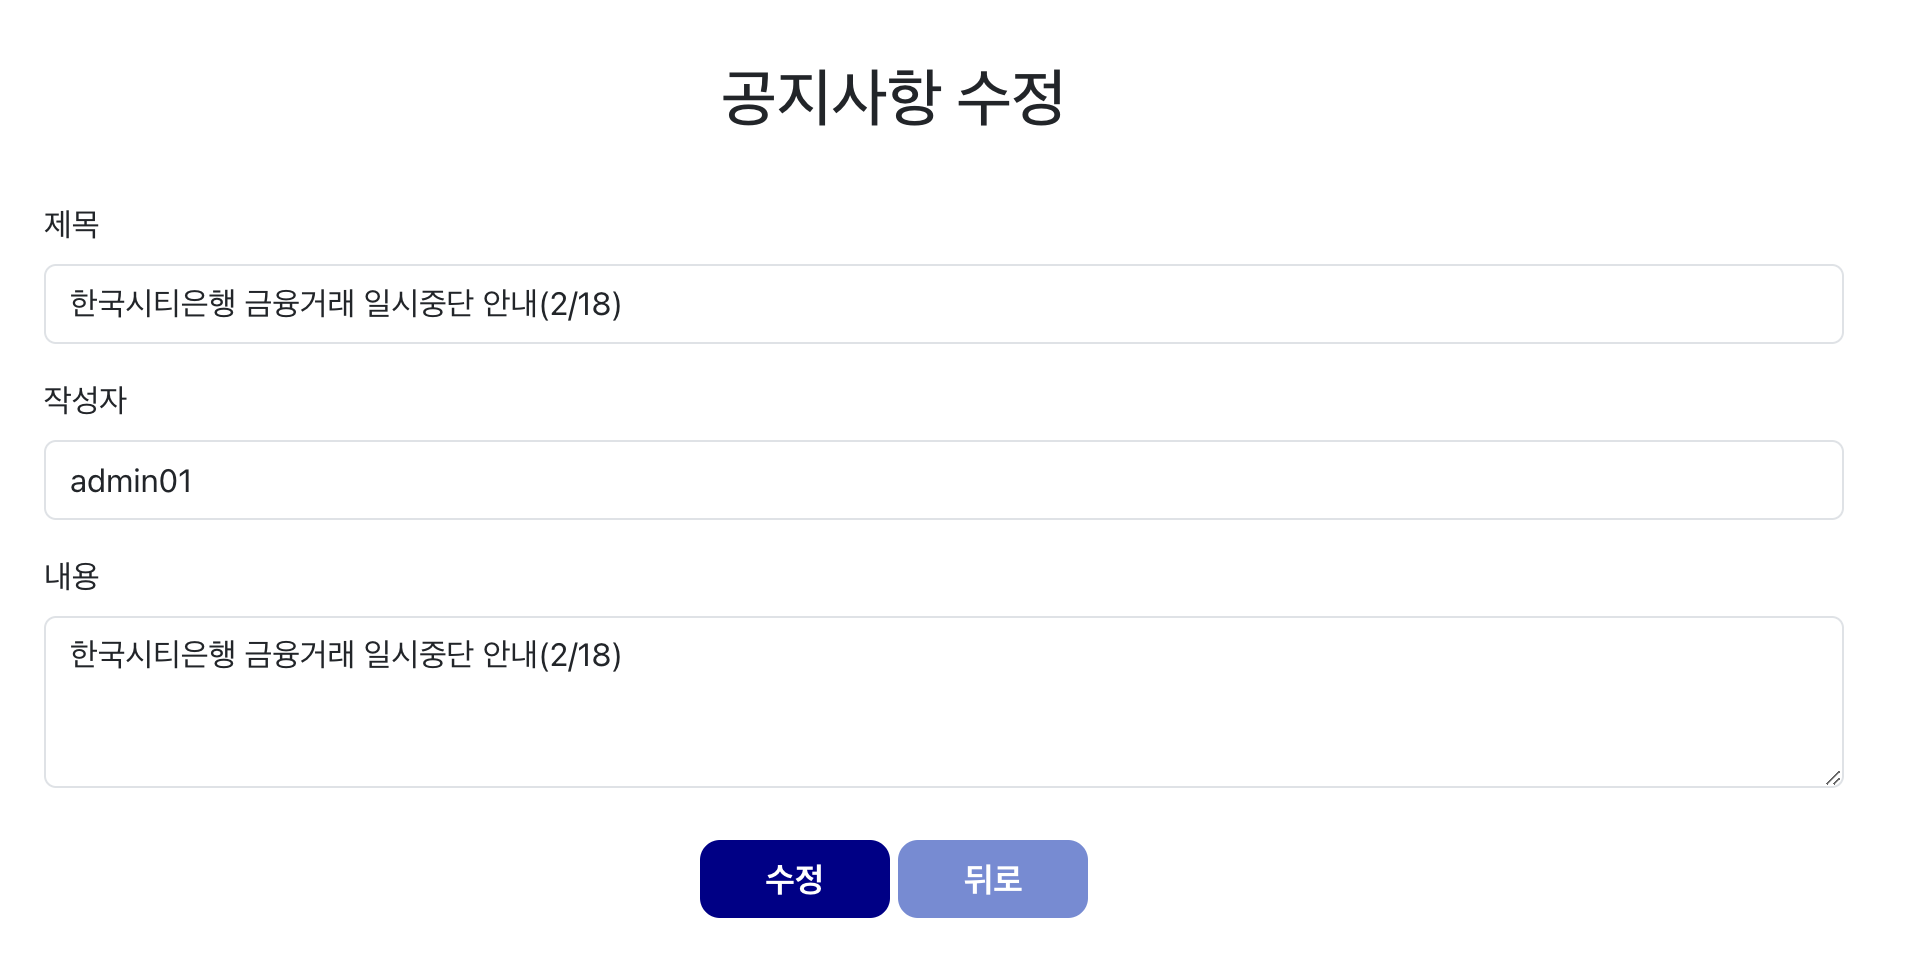 공지사항 수정
제목
한국시티은행 금융거래 일시중단 안내(2/18)
작성자
admin01
내용
한국시티은행 금융거래 일시중단 안내(2/18)
수정 뒤로